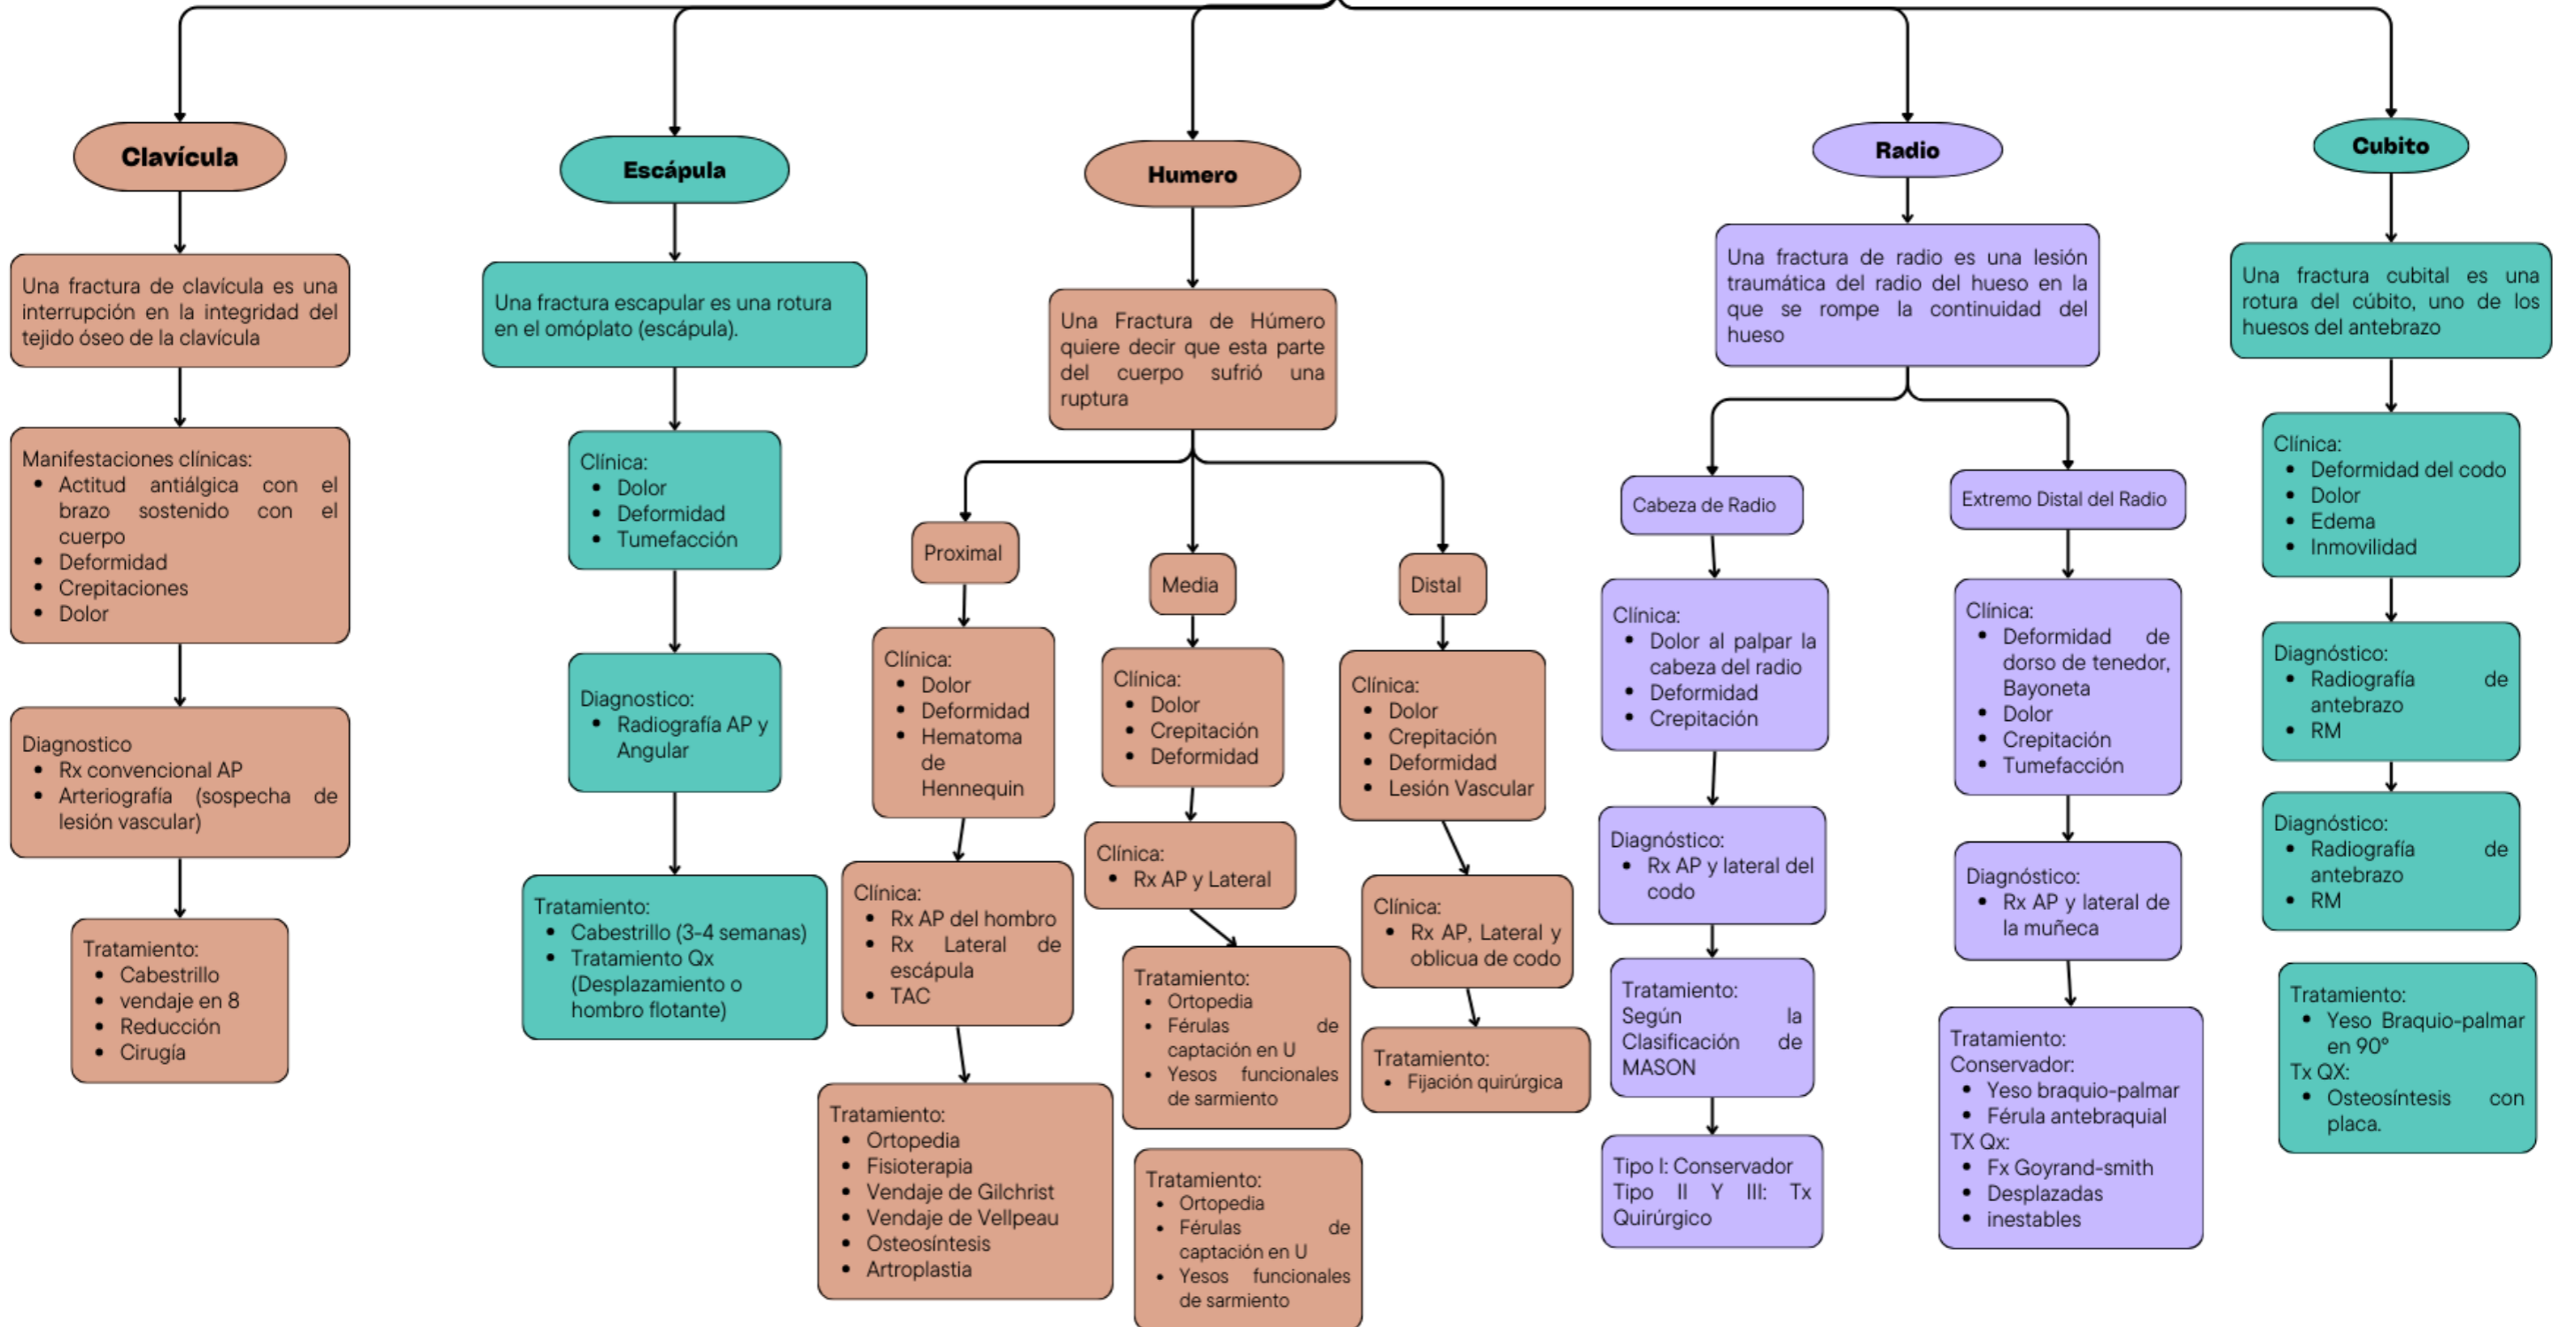 Clavícula
Una fractura de clavícula es una
interrupción en la integridad del
tejido óseo de la clavícula
Manifestaciones clínicas:
• Actitud antiálgica con el
brazo sostenido con el
cuerpo
• Deformidad
• Crepitaciones
• Dolor
Diagnostico
• Rx convencional AP
• Arteriografía (sospecha de
lesión vascular)
Tratamiento:
• Cabestrillo
• vendaje en 8
• Reducción
• Cirugía
Escápula
Una fractura escapular es una rotura
en el omóplato (escápula).
Clínica:
• Dolor
• Deformidad
• Tumefacción
Diagnostico:
• Radiografía AP y
Angular
Tratamiento:
• Cabestrillo (3-4 semanas)
• Tratamiento Qx
(Desplazamiento o
hombro flotante)
Humero
Una Fractura de Húmero
quiere decir que esta parte
del cuerpo sufrió una
ruptura
Proximal
Clínica:
• Dolor
• Deformidad
• Hematoma
de
Hennequin
Clínica:
• Rx AP del hombro
• Rx Lateral de
escápula
• TAC
Tratamiento:
• Ortopedia
• Fisioterapia
• Vendaje de Gilchrist
• Vendaje de Vellpeau
• Osteosíntesis
• Artroplastia
Media
Clínica:
• Dolor
• Crepitación
• Deformidad
Clínica:
• Rx AP y Lateral
Tratamiento:
• Ortopedia
• Férulas de
captación en U
• Yesos funcionales
de sarmiento
Tratamiento:
• Ortopedia
• Férulas de
captación en U
• Yesos funcionales
de sarmiento
Distal
Clínica:
• Dolor
• Crepitación
• Deformidad
• Lesión Vascular
Clínica:
• Rx AP, Lateral y
oblicua de codo
Tratamiento:
• Fijación quirúrgica
Radio
Una fractura de radio es una lesión
traumática del radio del hueso en la
que se rompe la continuidad del
hueso
Cabeza de Radio
Clínica:
• Dolor al palpar la
cabeza del radio
• Deformidad
• Crepitación
Diagnóstico:
• Rx AP y lateral del
codo
Tratamiento:
Según la
Clasificación de
MASON
Tipo I: Conservador
Tipo II Y III: Tx
Quirúrgico
Extremo Distal del Radio
Clínica:
• Deformidad de
dorso de tenedor,
Bayoneta
• Dolor
• Crepitación
• Tumefacción
Diagnóstico:
• Rx AP y lateral de
la muñeca
Tratamiento:
Conservador:
• Yeso braquio-palmar
• Férula antebraquial
TX Qx:
• Fx Goyrand-smith
• Desplazadas
• inestables
Cubito
Una fractura cubital es una
rotura del cúbito, uno de los
huesos del antebrazo
Clínica:
• Deformidad del codo
• Dolor
• Edema
• Inmovilidad
Diagnóstico:
• Radiografía de
antebrazo
• RM
Diagnóstico:
• Radiografía de
antebrazo
• RM
Tratamiento:
• Yeso Braquio-palmar
en 90°
Tx QX:
• Osteosíntesis con
placa.